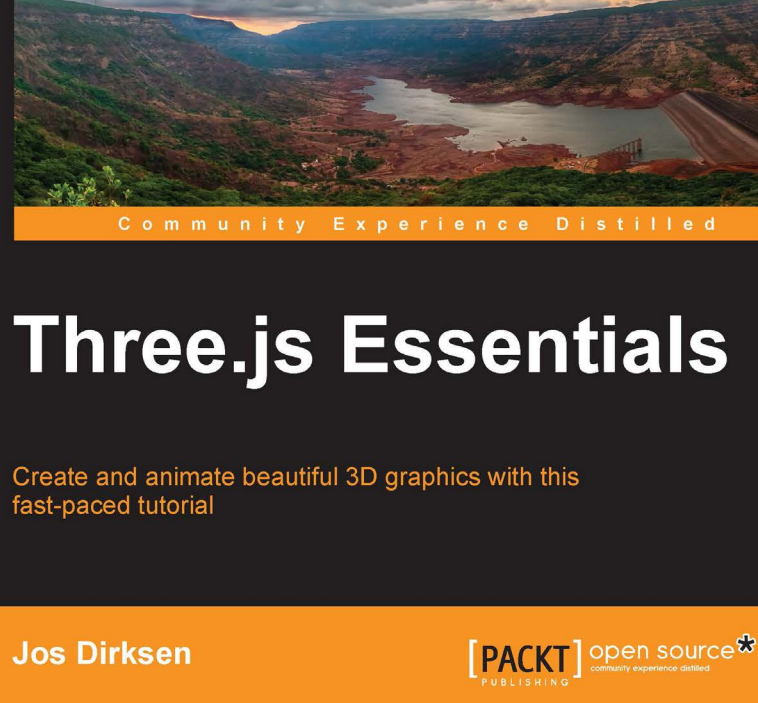 Community Experience Distilled
Three.js Essentials
Create and animate beautiful 3D graphics with this
fast-paced tutorial
Jos Dirksen
[PACKT]
PUBLISHING
open source*
community experience distilled